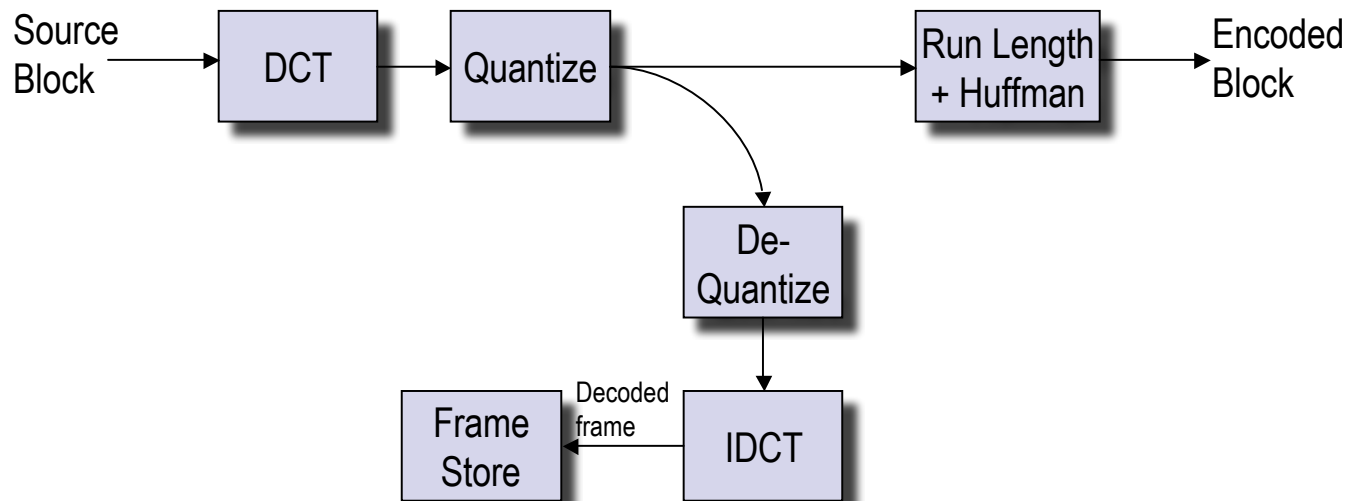 Source
Block
DCT
Quantize
Run Length
+ Huffman
Encoded
Block
De-
Quantize
Decoded
frame
Frame
Store
IDCT